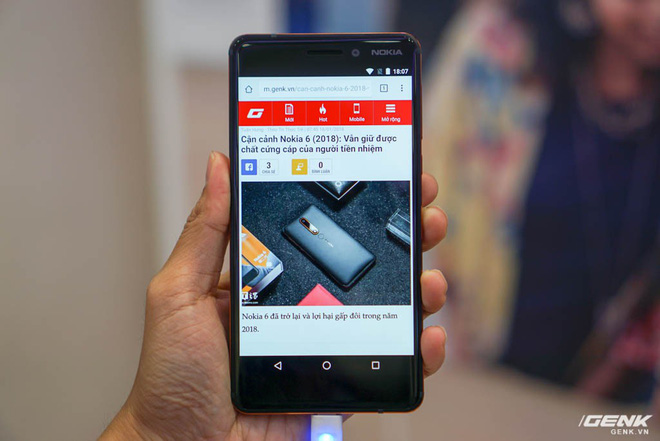 NOKIA
18:07
m.genk.vn/can-canh-nokia-6-2018-
1
G
Mới
Hot
Mobile
Mở rộng
Cận cảnh Nokia 6 (2018): Vẫn giữ được
chất cứng cáp của người tiền nhiệm
3
CHIA SẺ
0
BÌNH LUẬN
Nokia 6 đã trở lại và lợi hại gấp đôi trong năm
2018.
GENK
GENK.VN